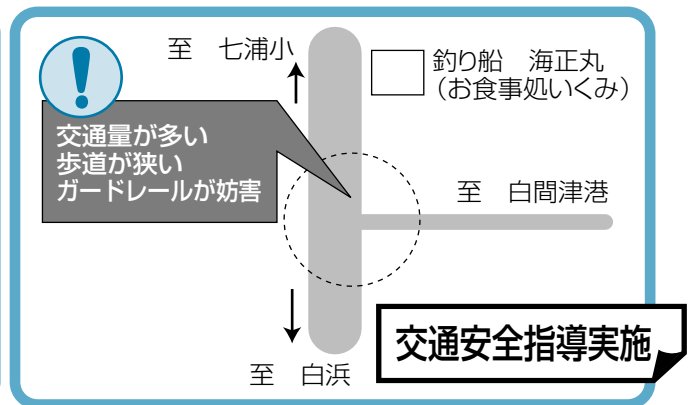 至　七浦小
釣り船　海正丸
（お食事処いくみ）
！
交通量が多い
歩道が狭い
ガードレールが妨害
至　白間津港
交通安全指導実施
至　白浜